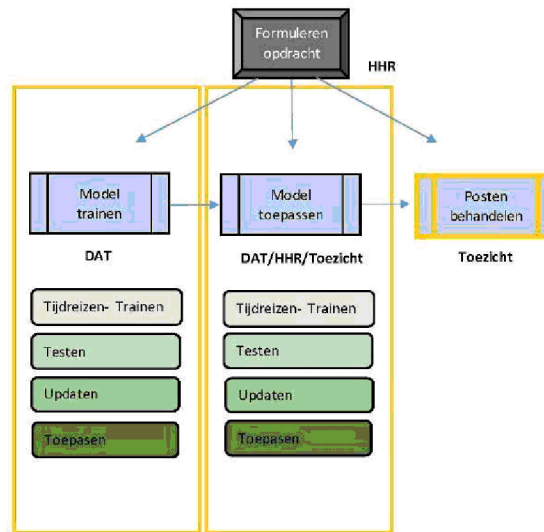 Formuleren
opdracht
HHR
Model
trainen
DAT
Tijdreizen- Trainen
Testen
Updaten
Toepasen
Model
toepassen
DAT/HHR/Toezicht
Tijdreizen- Trainen
Testen
Updaten
Toepasen
Posten
behandelen
Toezicht